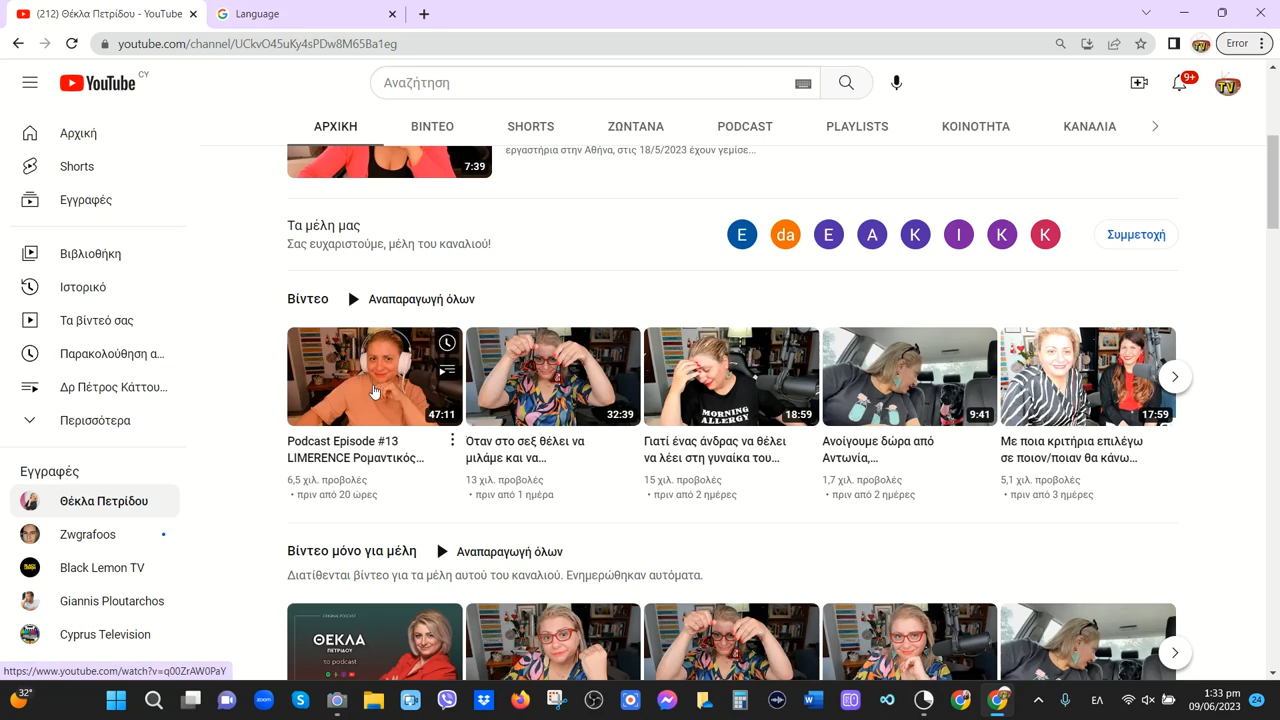 (212) Θέκλα Πετρίδου - YouTube
Language
youtube.com/channel/UCkvO45uKy4sPDw8M65Ba1eg
Error
YouTube CY
Αναζήτηση
9+
TV
ΑΡΧΙΚΗ ΒΙΝΤΕΟ SHORTS ΖΩΝΤΑΝΑ PODCAST PLAYLISTS ΚΟΙΝΟΤΗΤΑ ΚΑΝΑΛΙΑ
Αρχική
Shorts
Εγγραφές
Βιβλιοθήκη
Ιστορικό
Τα βίντεό σας
Παρακολούθηση α...
Δρ Πέτρος Κάττου...
Περισσότερα
Εγγραφές
Θέκλα Πετρίδου
Zwgrafoos
Black Lemon TV
Giannis Ploutarchos
Cyprus Television
7:39
εργαστήρια στην Αθήνα, στις 18/5/2023 έχουν γεμίσε...
Τα μέλη μας
Σας ευχαριστούμε, μέλη του καναλιού!
E da E A K I K K
Συμμετοχή
Βίντεο Αναπαραγωγή όλων
47:11
32:39
MORNING
ALLERGY
18:59
9:41
17:59
Podcast Episode #13
LIMERENCE Ρομαντικός...
6,5 χιλ. προβολές
• πριν από 20 ώρες
Όταν στο σεξ θέλει να
μιλάμε και να...
13 χιλ. προβολές
• πριν από 1 ημέρα
Γιατί ένας άνδρας να θέλει
να λέει στη γυναίκα του...
15 χιλ. προβολές
• πριν από 2 ημέρες
Ανοίγουμε δώρα από
Αντωνία,...
1,7 χιλ. προβολές
• πριν από 2 ημέρες
Με ποια κριτήρια επιλέγω
σε ποιον/ποιαν θα κάνω...
5,1 χιλ. προβολές
• πριν από 3 ημέρες
Βίντεο μόνο για μέλη Αναπαραγωγή όλων
Διατίθενται βίντεο για τα μέλη αυτού του καναλιού. Ενημερώθηκαν αυτόματα.
ΘΕΚΛΑ
ΠΕΤΡΙΔΟΥ
το podcast
https://www.youtube.com/watch?v=q00ZrAW0PaY
32°
ΕΛ
1:33 pm
09/06/2023
24